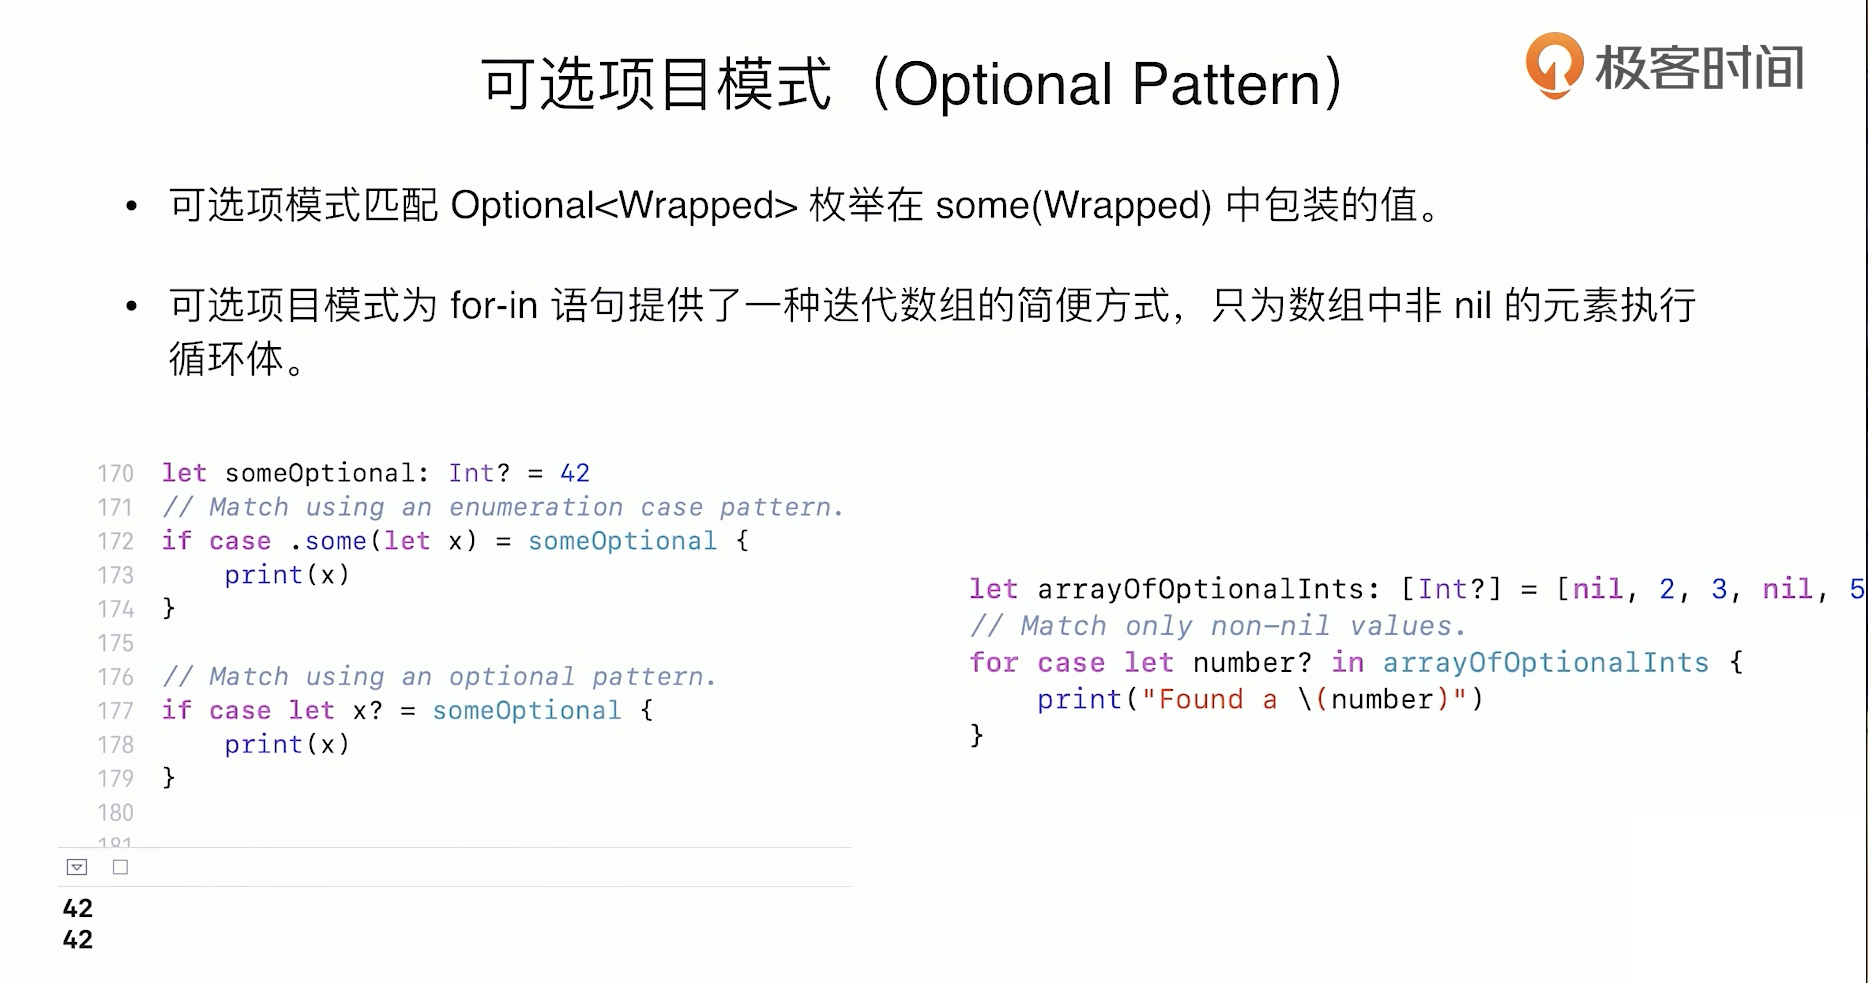 可选项目模式（Optional Pattern）
极客时间
• 可选项模式匹配 Optional<Wrapped> 枚举在 some(Wrapped) 中包装的值。
• 可选项目模式为 for-in 语句提供了一种迭代数组的简便方式，只为数组中非 nil 的元素执行
循环体。
170 let someOptional: Int? = 42
171 // Match using an enumeration case pattern.
172 if case .some(let x) = someOptional {
173     print(x)
174 }
175
176 // Match using an optional pattern.
177 if case let x? = someOptional {
178     print(x)
179 }
180
181
42
42
let arrayOfOptionalInts: [Int?] = [nil, 2, 3, nil, 5
// Match only non-nil values.
for case let number? in arrayOfOptionalInts {
    print("Found a \(number)")
}